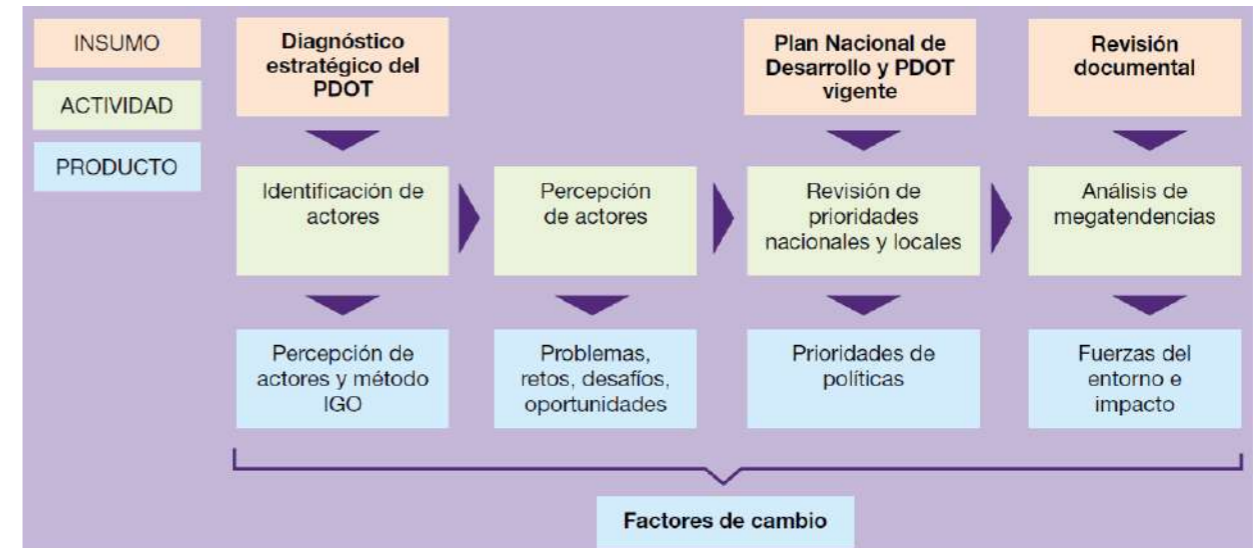 INSUMO
ACTIVIDAD
PRODUCTO
Diagnóstico
estratégico del
PDOT
Plan Nacional de
Desarrollo y PDOT
vigente
Revisión
documental
Identificación de
actores
Percepción
de actores
Revisión de
prioridades
nacionales y locales
Análisis de
megatendencias
Percepción de
actores y método
IGO
Problemas,
retos, desafíos,
oportunidades
Prioridades de
políticas
Fuerzas del
entorno e
impacto
Factores de cambio